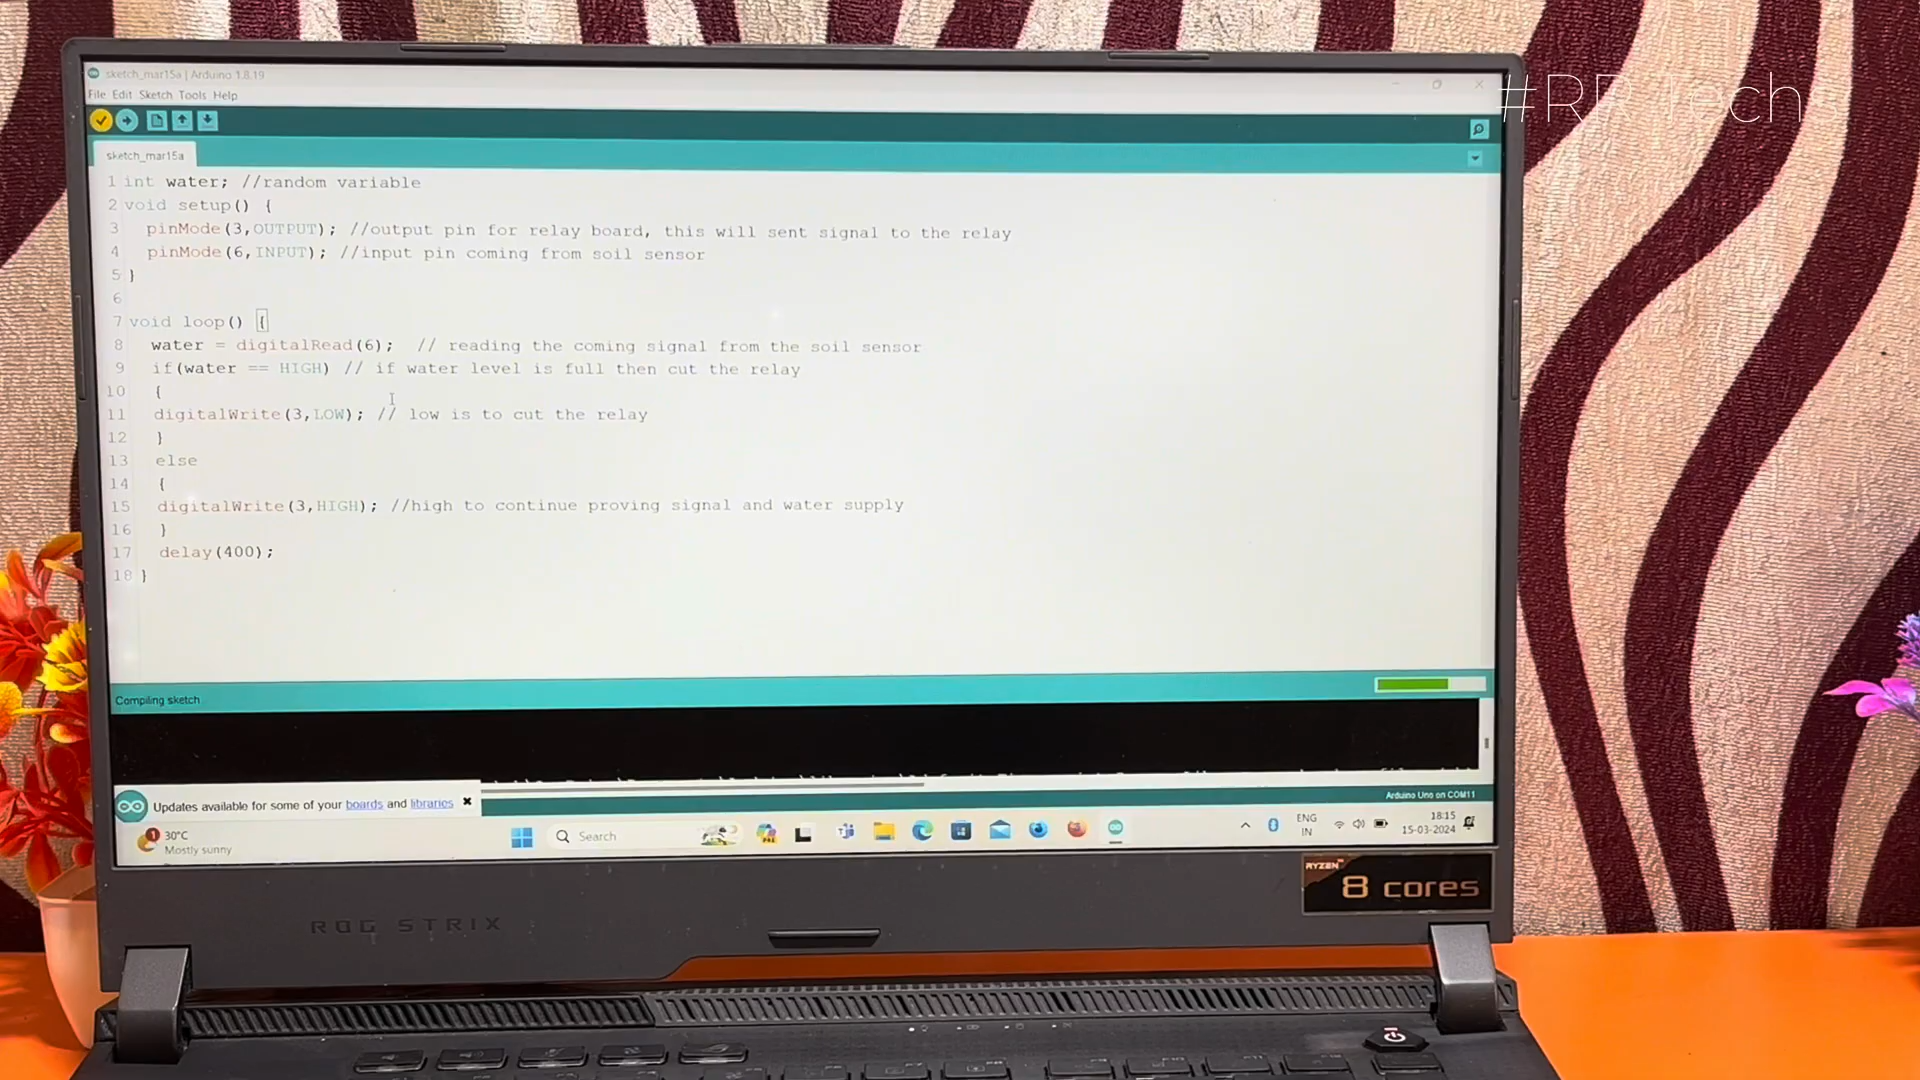 sketch_mar15a | Arduino 1.8.19
#RR Tech
File Edit Sketch Tools Help
sketch_mar15a
1 int water; //random variable
2 void setup() {
3 pinMode(3,OUTPUT); //output pin for relay board, this will sent signal to the relay
4 pinMode(6,INPUT); //input pin coming from soil sensor
5 }
6
7 void loop() {
8 water = digitalRead(6); // reading the coming signal from the soil sensor
9 if(water == HIGH) // if water level is full then cut the relay
10 {
11 digitalWrite(3,LOW); // low is to cut the relay
12 }
13 else
14 {
15 digitalWrite(3,HIGH); //high to continue proving signal and water supply
16 }
17 delay(400);
18 }
Compiling sketch
Arduino Uno on COM11
Updates available for some of your boards and libraries
1
30°C
Mostly sunny
Search
ENG
IN
18:15
15-03-2024
RYZEN
8 cores
ROG STRIX